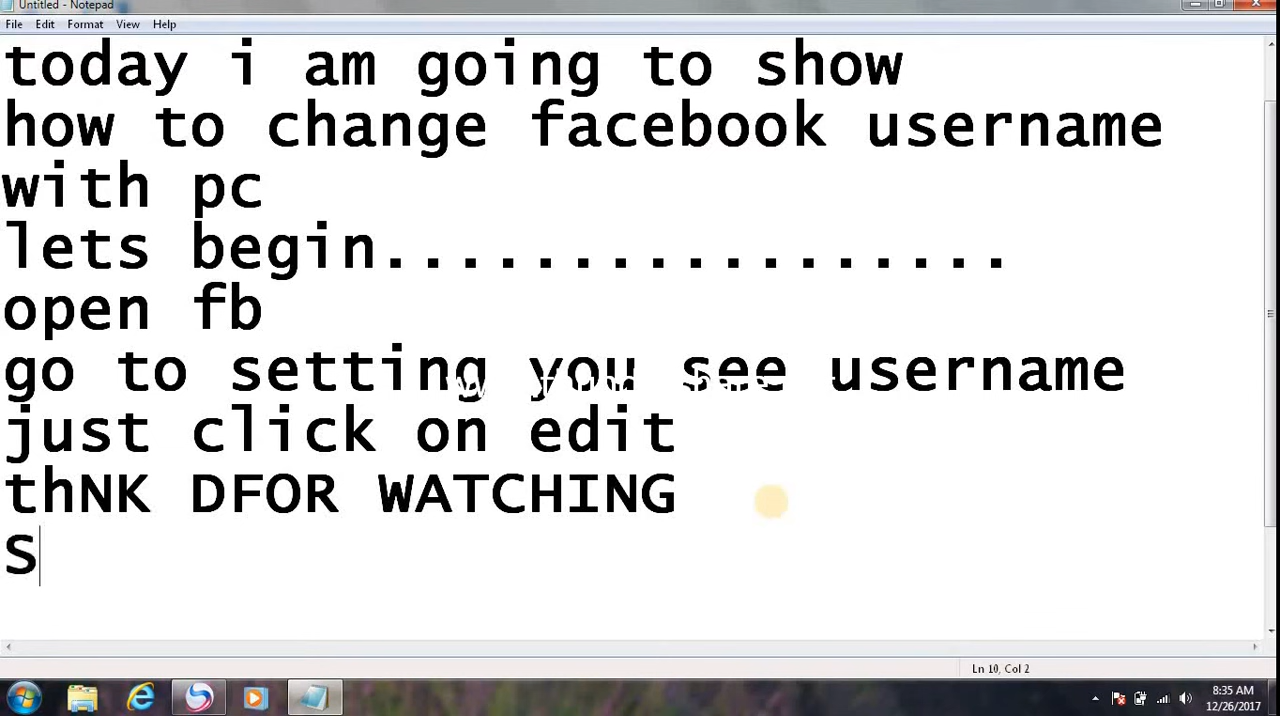 Untitled - Notepad
File Edit Format View Help
today i am going to show
how to change facebook username
with pc
lets begin.................
open fb
go to setting you see username
just click on edit
thNK DFOR WATCHING
S
Ln 10, Col 2
8:35 AM
12/26/2017